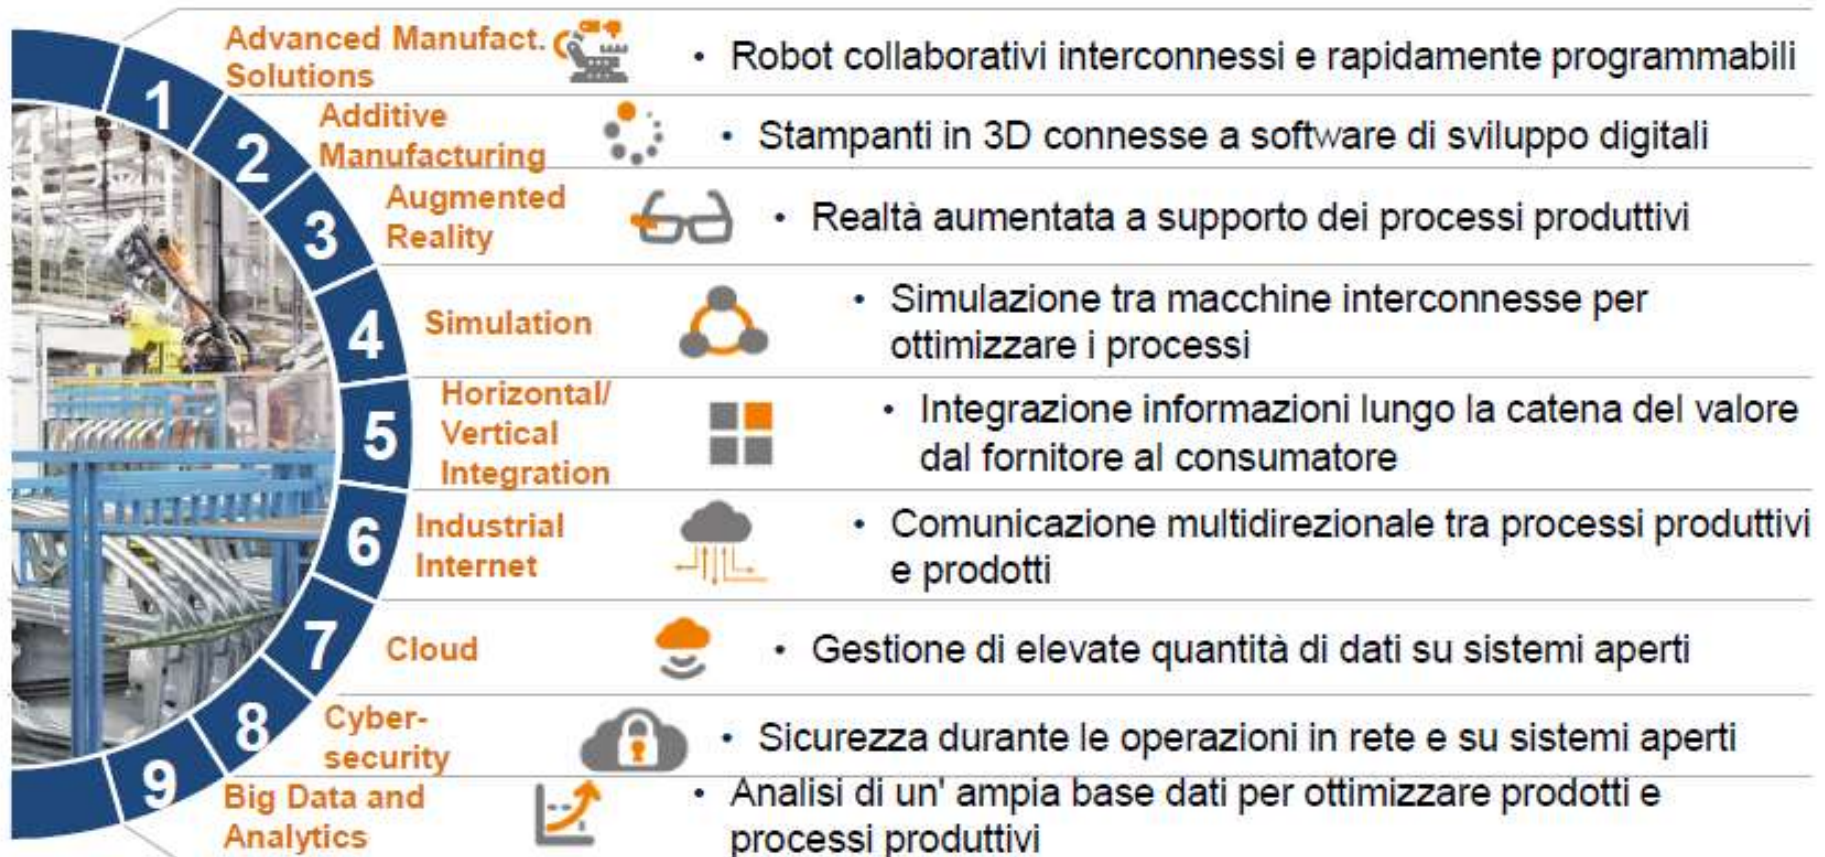 1
Advanced Manufact.
Solutions
• Robot collaborativi interconnessi e rapidamente programmabili
2
Additive
Manufacturing
• Stampanti in 3D connesse a software di sviluppo digitali
3
Augmented
Reality
• Realtà aumentata a supporto dei processi produttivi
4
Simulation
• Simulazione tra macchine interconnesse per
ottimizzare i processi
5
Horizontal/
Vertical
Integration
• Integrazione informazioni lungo la catena del valore
dal fornitore al consumatore
6
Industrial
Internet
• Comunicazione multidirezionale tra processi produttivi
e prodotti
7
Cloud
• Gestione di elevate quantità di dati su sistemi aperti
8
Cyber-
security
• Sicurezza durante le operazioni in rete e su sistemi aperti
9
Big Data and
Analytics
• Analisi di un' ampia base dati per ottimizzare prodotti e
processi produttivi